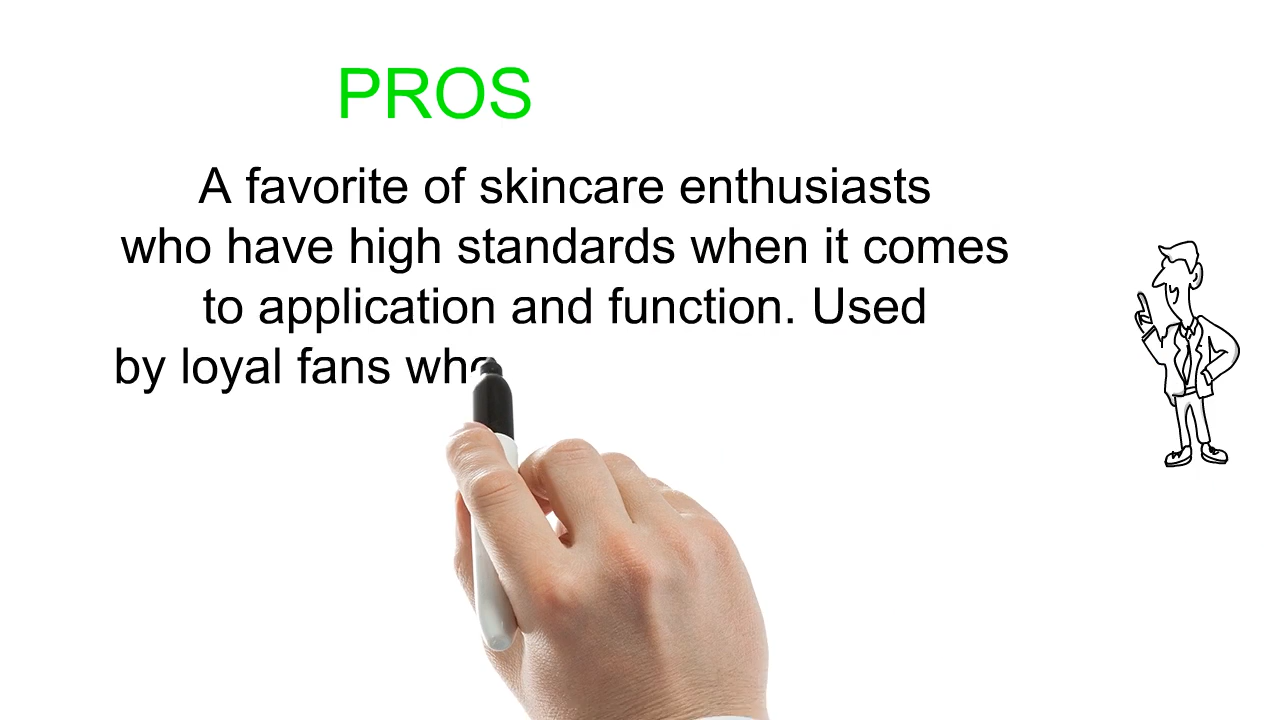 PROS
A favorite of skincare enthusiasts
who have high standards when it comes
to application and function. Used
by loyal fans who